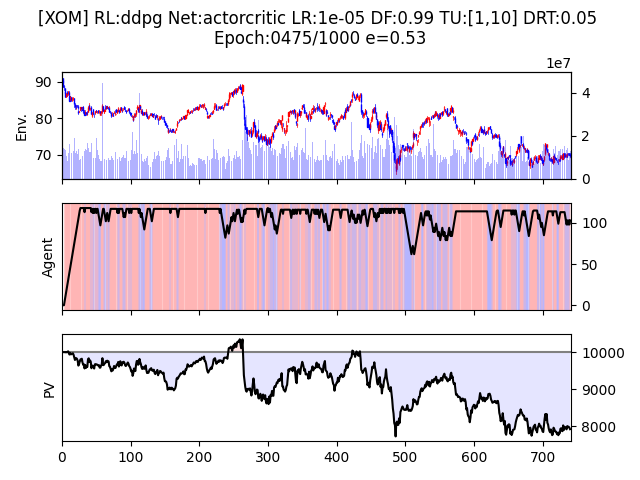 [XOM] RL:ddpg Net:actorcritic LR:1e-05 DF:0.99 TU:[1,10] DRT:0.05
Epoch:0475/1000 e=0.53
1e7
90
80
70
Env.
4
2
0
Agent
100
50
0
PV
10000
9000
8000
0 100 200 300 400 500 600 700